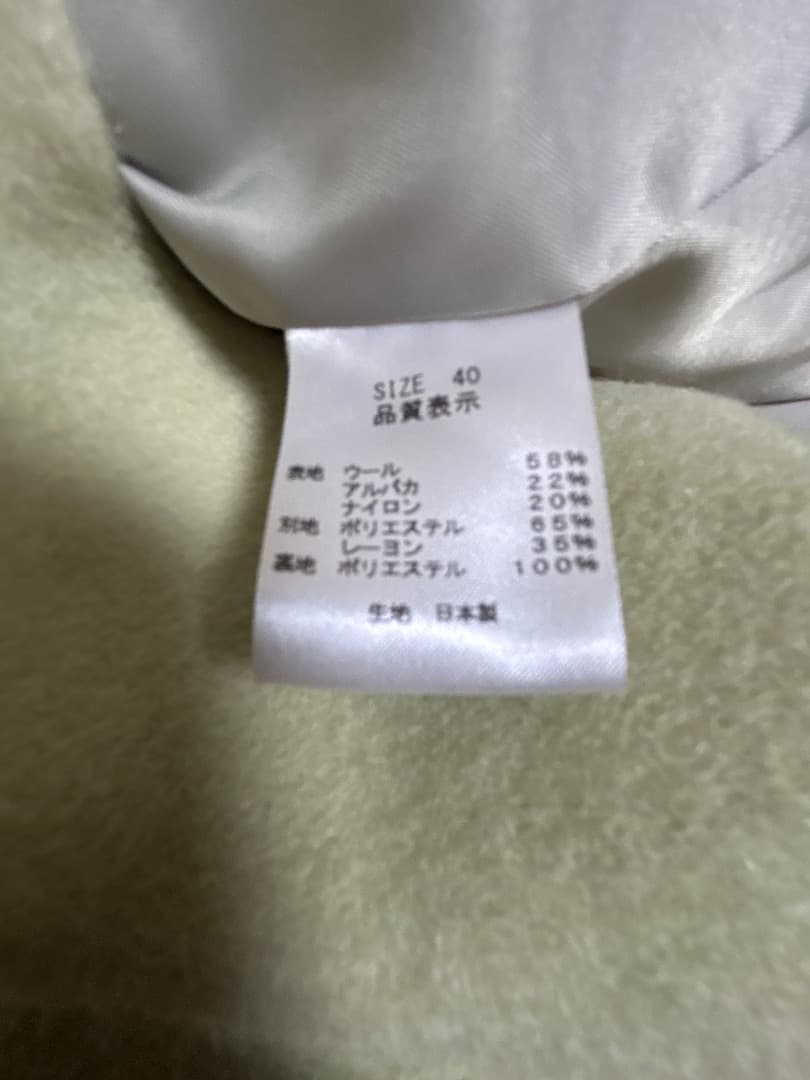 SIZE 40
品質表示
表地 ウール 58%
アルパカ 22%
ナイロン 20%
別地 ポリエステル 65%
レーヨン 35%
裏地 ポリエステル 100%
生地 日本製